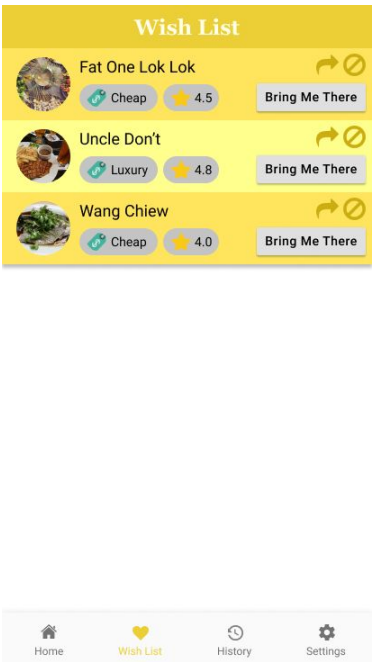 Wish List
Fat One Lok Lok
Cheap 4.5 Bring Me There
Uncle Don't
Luxury 4.8 Bring Me There
Wang Chiew
Cheap 4.0 Bring Me There
Home Wish List History Settings